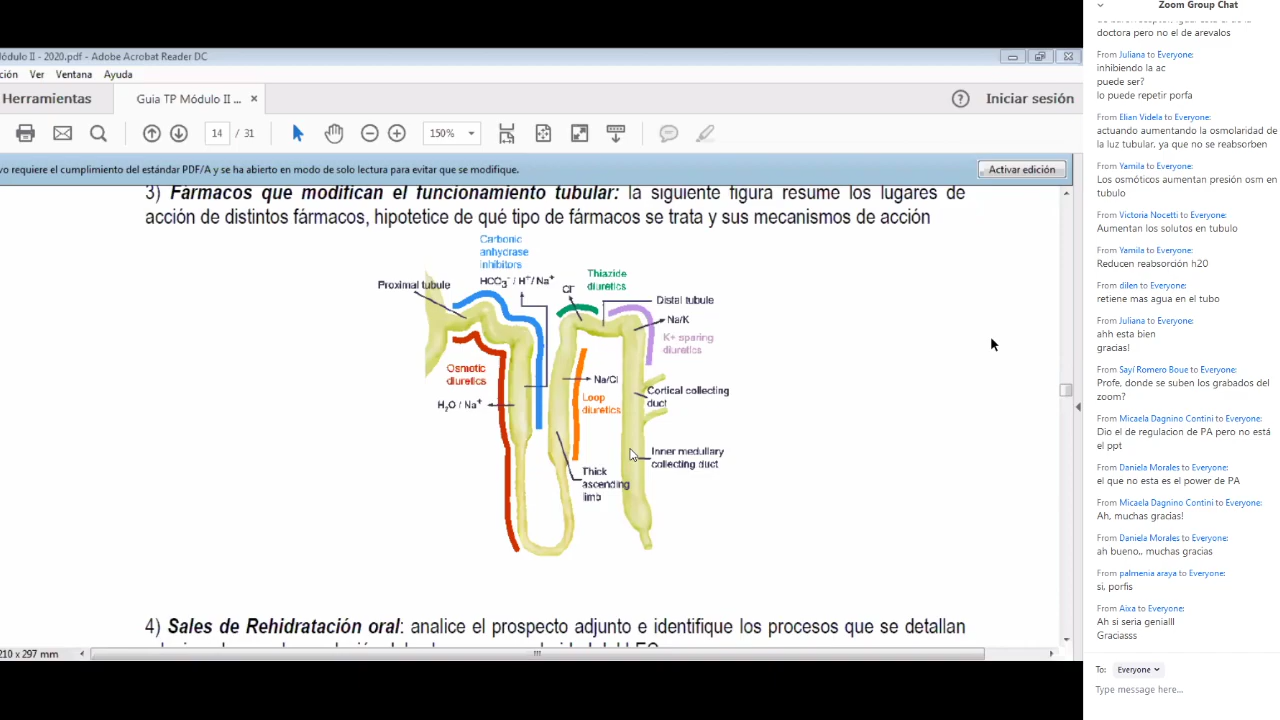 Zoom Group Chat
ódulo II - 2020.pdf - Adobe Acrobat Reader DC
ción Ver Ventana Ayuda
Herramientas
Guia TP Módulo II ... ×
Iniciar sesión
14 / 31
150%
vo requiere el cumplimiento del estándar PDF/A y se ha abierto en modo de solo lectura para evitar que se modifique.
Activar edición
3) Fármacos que modifican el funcionamiento tubular: la siguiente figura resume los lugares de
acción de distintos fármacos, hipotetice de qué tipo de fármacos se trata y sus mecanismos de acción
Carbonic
anhydrase
inhibitors
HCO3- / H+/ Na+
Proximal tubule
Thiazide
diuretics
Cl-
Distal tubule
Na/K
K+ sparing
diuretics
Osmotic
diuretics
H2O / Na+
Na/Cl
Loop
diuretics
Cortical collecting
duct
Inner medullary
collecting duct
Thick
ascending
limb
4) Sales de Rehidratación oral: analice el prospecto adjunto e identifique los procesos que se detallan
210 x 297 mm
doctora pero no el de arevalos
From Juliana to Everyone:
inhibiendo la ac
puede ser?
lo puede repetir porfa
From Elian Videla to Everyone:
actuando aumentando la osmolaridad de
la luz tubular. ya que no se reabsorben
From Yamila to Everyone:
Los osmóticos aumentan presión osm en
tubulo
From Victoria Nocetti to Everyone:
Aumentan los solutos en tubulo
From Yamila to Everyone:
Reducen reabsorción h20
From dilen to Everyone:
retiene mas agua en el tubo
From Juliana to Everyone:
ahh esta bien
gracias!
From Sayí Romero Boue to Everyone:
Profe, donde se suben los grabados del
zoom?
From Micaela Dagnino Contini to Everyone:
Dio el de regulacion de PA pero no está
el ppt
From Daniela Morales to Everyone:
el que no esta es el power de PA
From Micaela Dagnino Contini to Everyone:
Ah, muchas gracias!
From Daniela Morales to Everyone:
ah bueno.. muchas gracias
From palmenia araya to Everyone:
si, porfis
From Aixa to Everyone:
Ah si seria genialll
Graciasss
To: Everyone
Type message here...